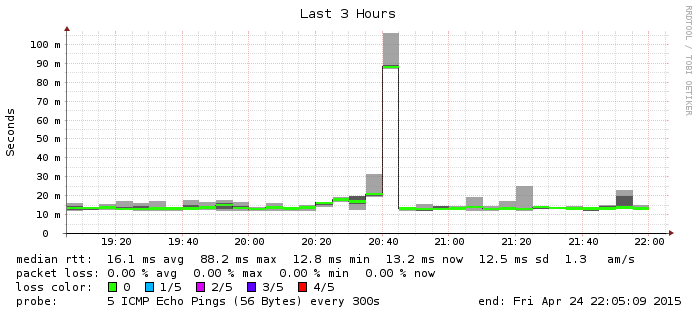 Last 3 Hours
RRDTOOL / TOBI OETIKER
Seconds
100 m
90 m
80 m
70 m
60 m
50 m
40 m
30 m
20 m
10 m
0
19:20 19:40 20:00 20:20 20:40 21:00 21:20 21:40 22:00
median rtt: 16.1 ms avg 88.2 ms max 12.8 ms min 13.2 ms now 12.5 ms sd 1.3 am/s
packet loss: 0.00 % avg 0.00 % max 0.00 % min 0.00 % now
loss color: 0 1/5 2/5 3/5 4/5
probe: 5 ICMP Echo Pings (56 Bytes) every 300s end: Fri Apr 24 22:05:09 2015